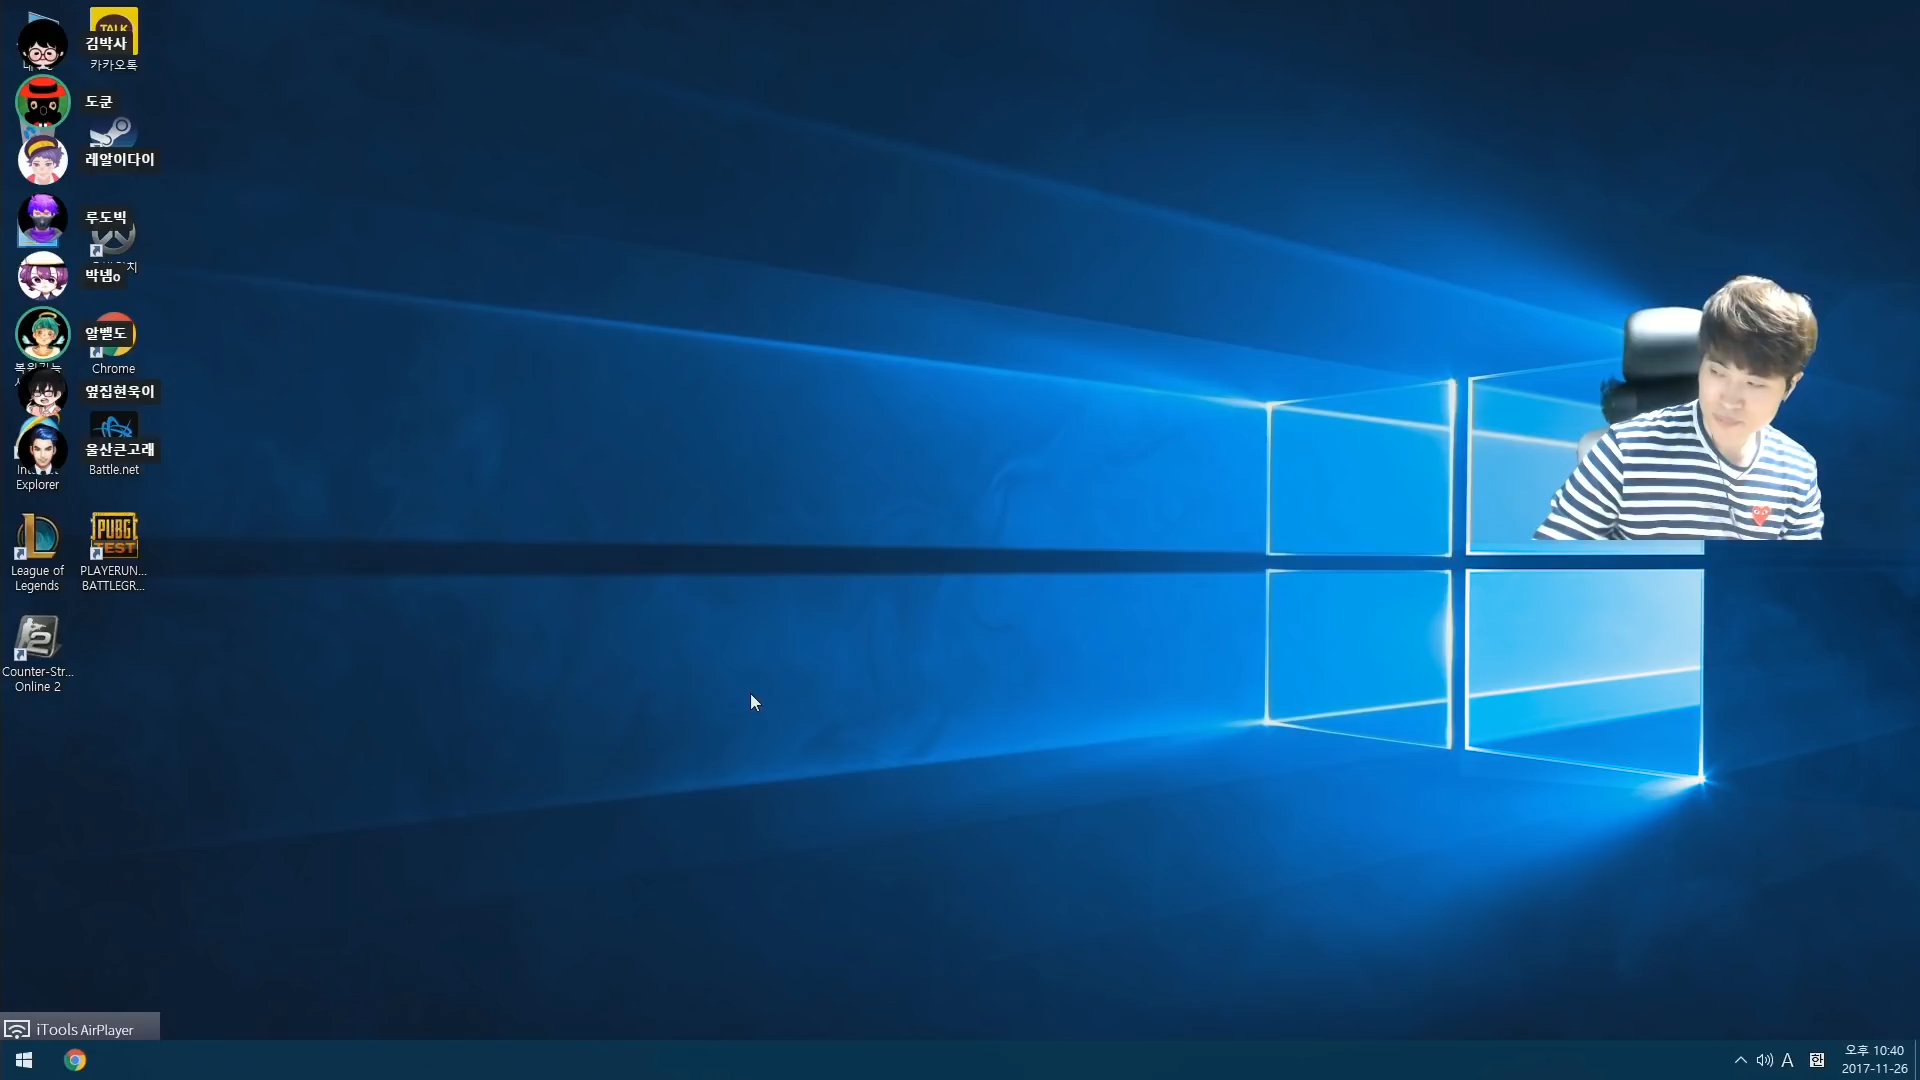 TALK
김박사
카카오톡
도쿤
레알이다이
루도빅
박넴o
알벨도
Chrome
옆집현욱이
울산큰고래
Explorer
Battle.net
League of
Legends
PUBG
TEST
PLAYERUN...
BATTLEGR...
2
Counter-Str...
Online 2
iTools AirPlayer
A
한
오후 10:40
2017-11-26